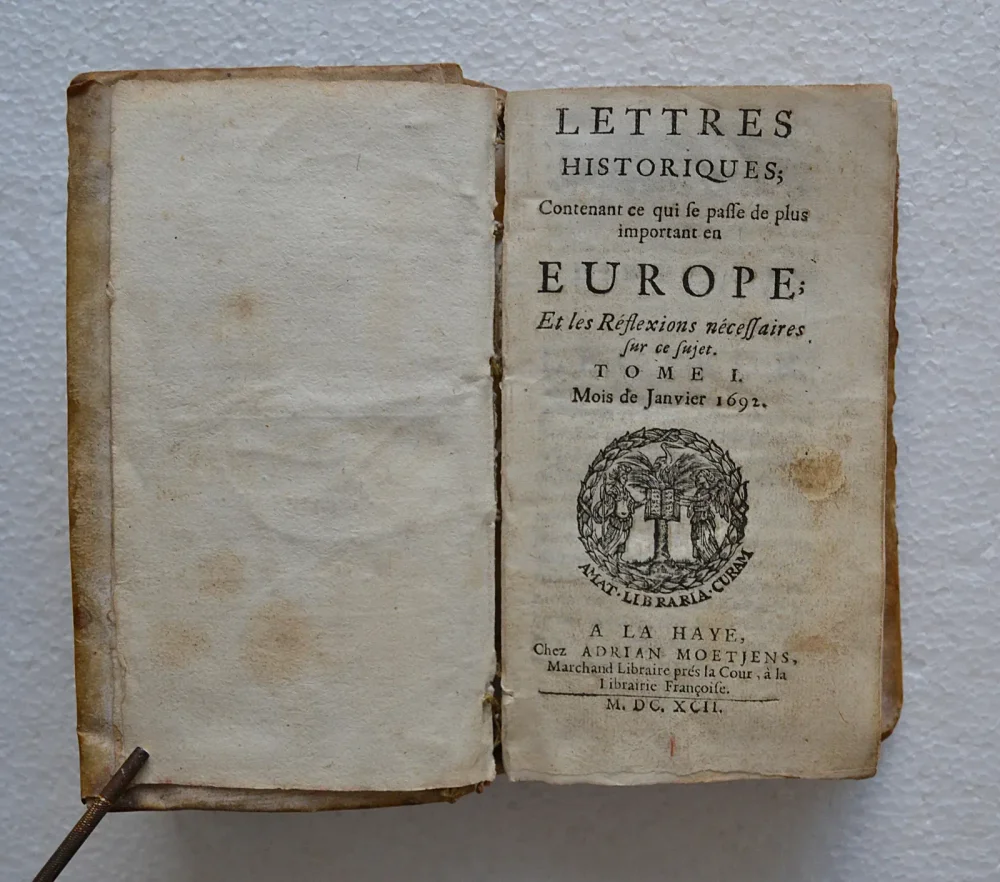 LETTRES
HISTORIQUES;
Contenant ce qui ſe paſſe de plus
important en
EUROPE;
Et les Réflexions néceſſaires
ſur ce ſujet.
TOME I.
Mois de Janvier 1692.
AMAT·LIBRARIA·CURAM
A LA HAYE,
Chez ADRIAN MOETJENS,
Marchand Libraire prés la Cour, à la
Librairie Françoiſe.
M. DC. XCII.